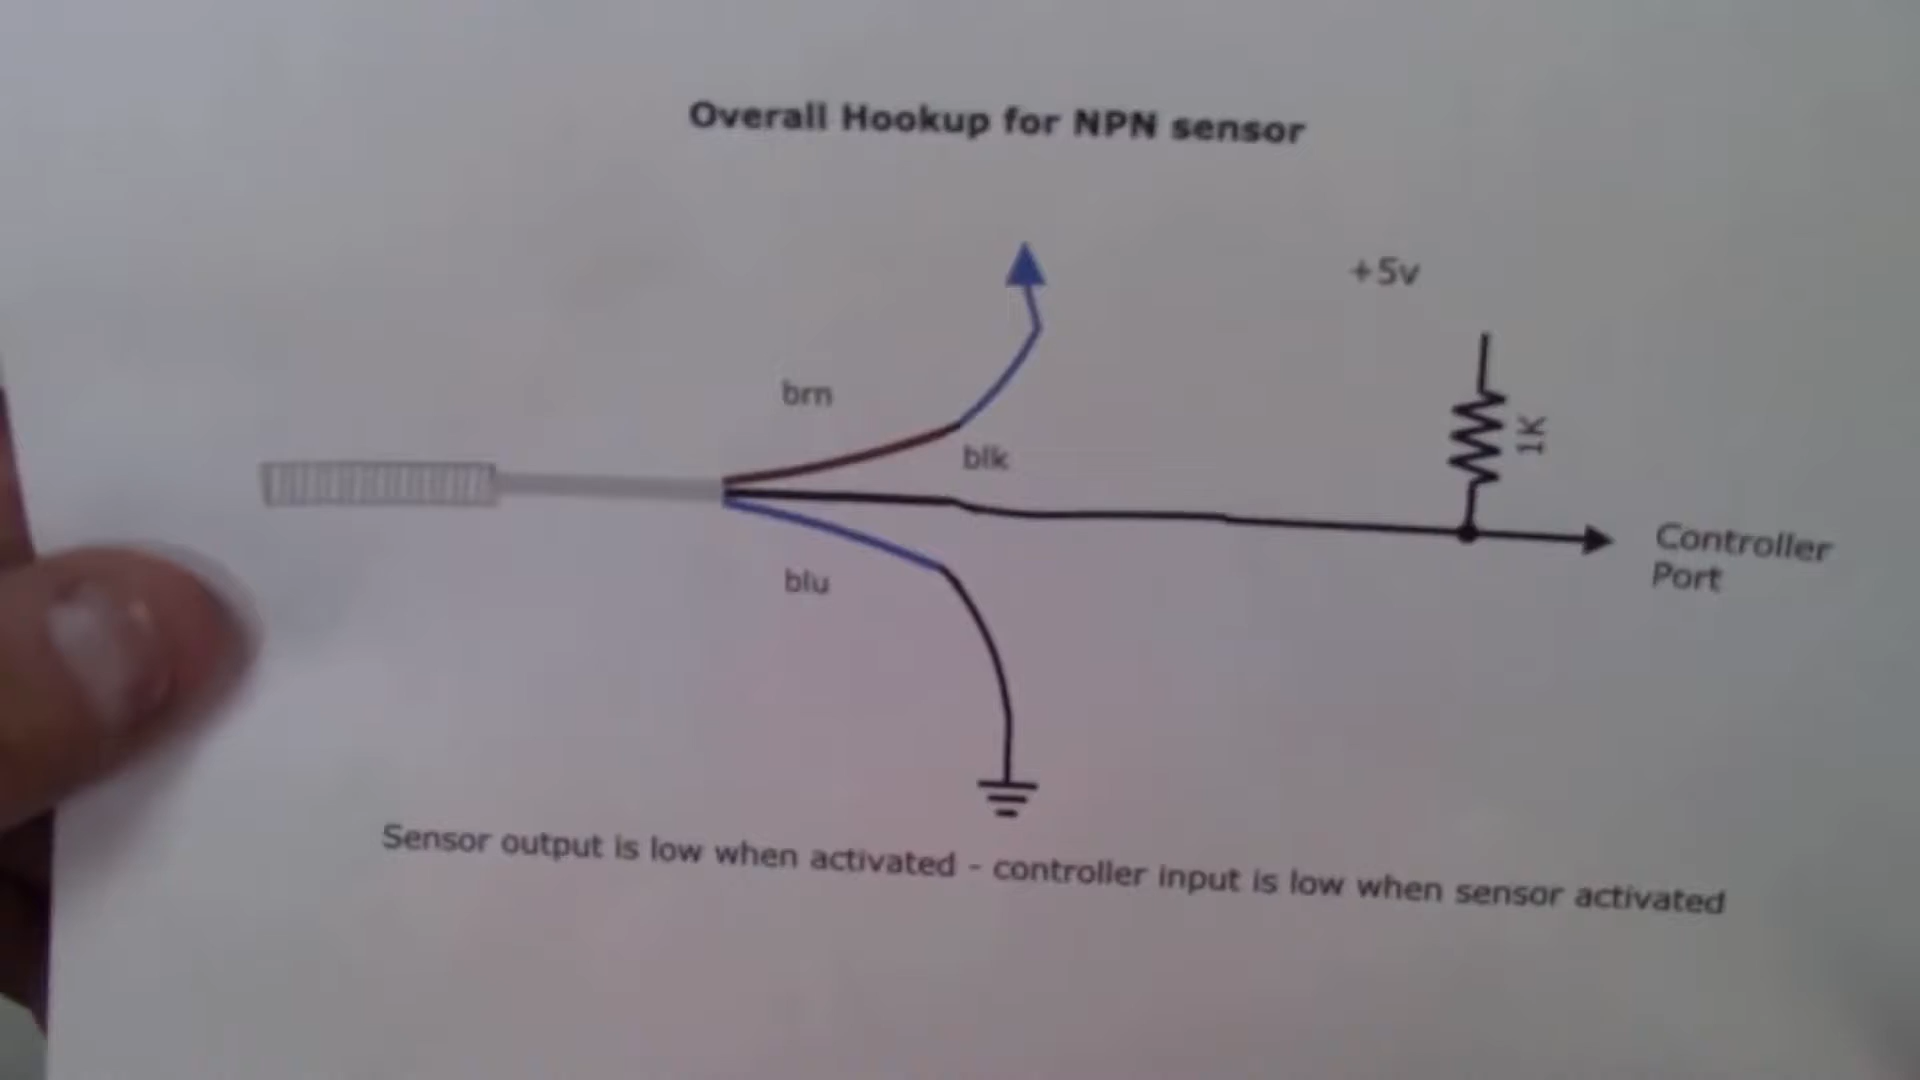 Overall Hookup for NPN sensor
+5v
brn
1K
blk
Controller
Port
blu
Sensor output is low when activated - controller input is low when sensor activated